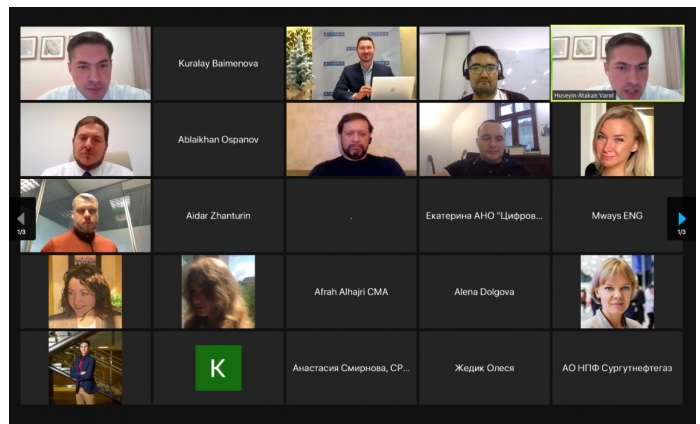 Kuralay Baimenova
Huseyin Atakan Varol
Ablaikhan Ospanov
1/3
Aidar Zhanturin
.
Екатерина АНО "Цифров...
Mways ENG
1/3
Afrah Alhajri CMA
Alena Dolgova
K
Анастасия Смирнова, СР...
Жедик Олеся
АО НПФ Сургутнефтегаз